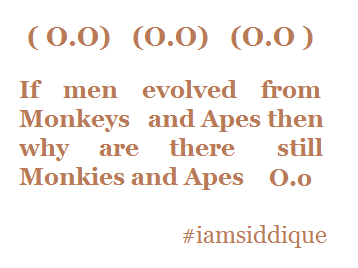 ( O.O) (O.O) (O.O )
If men evolved from
Monkeys and Apes then
why are there still
Monkies and Apes O.o
#iamsiddique